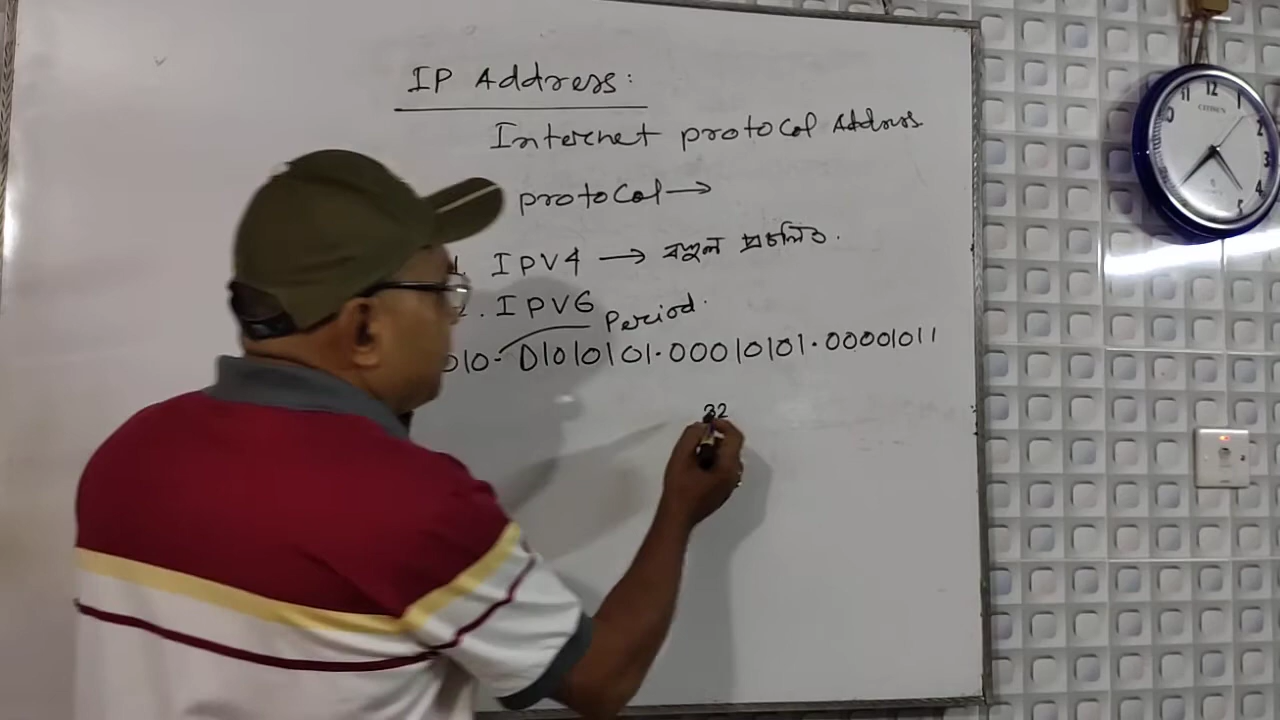 IP Address:
Internet protocol Address.
protocol →
1. IPV4 → বহুল প্রচলিত.
2. IPV6
Period.
010. 01010101.00010101.00001011
32
CITIZEN